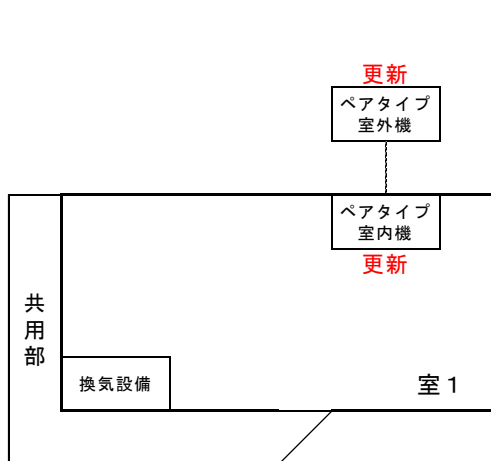 更新
ペアタイプ
室外機
ペアタイプ
室内機
更新
共用部
換気設備
室１